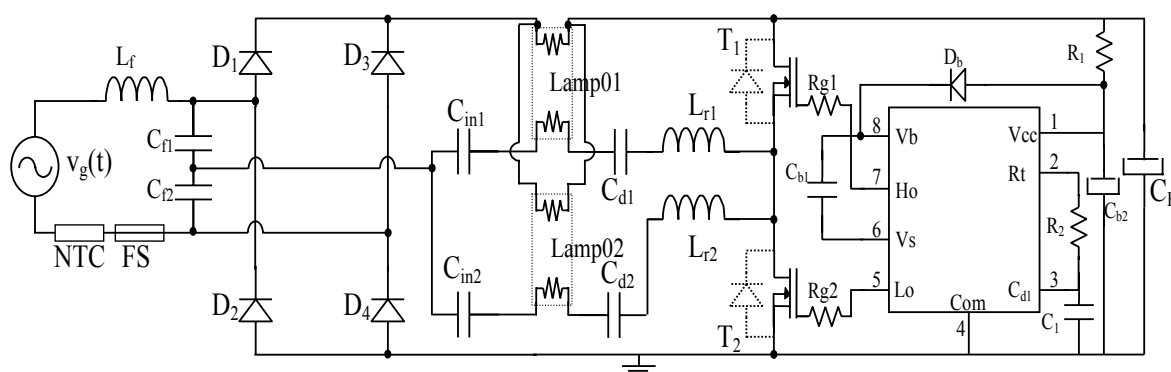 L_f
v_g(t)
NTC
FS
C_f1
C_f2
D_1
D_2
D_3
D_4
C_in1
C_in2
Lamp01
Lamp02
C_d1
C_d2
L_r1
L_r2
T_1
T_2
Rg1
Rg2
D_b
C_b1
8 Vb
7 Ho
6 Vs
5 Lo
Com
4
Vcc 1
Rt 2
C_d1 3
R_1
R_2
C_1
C_b2